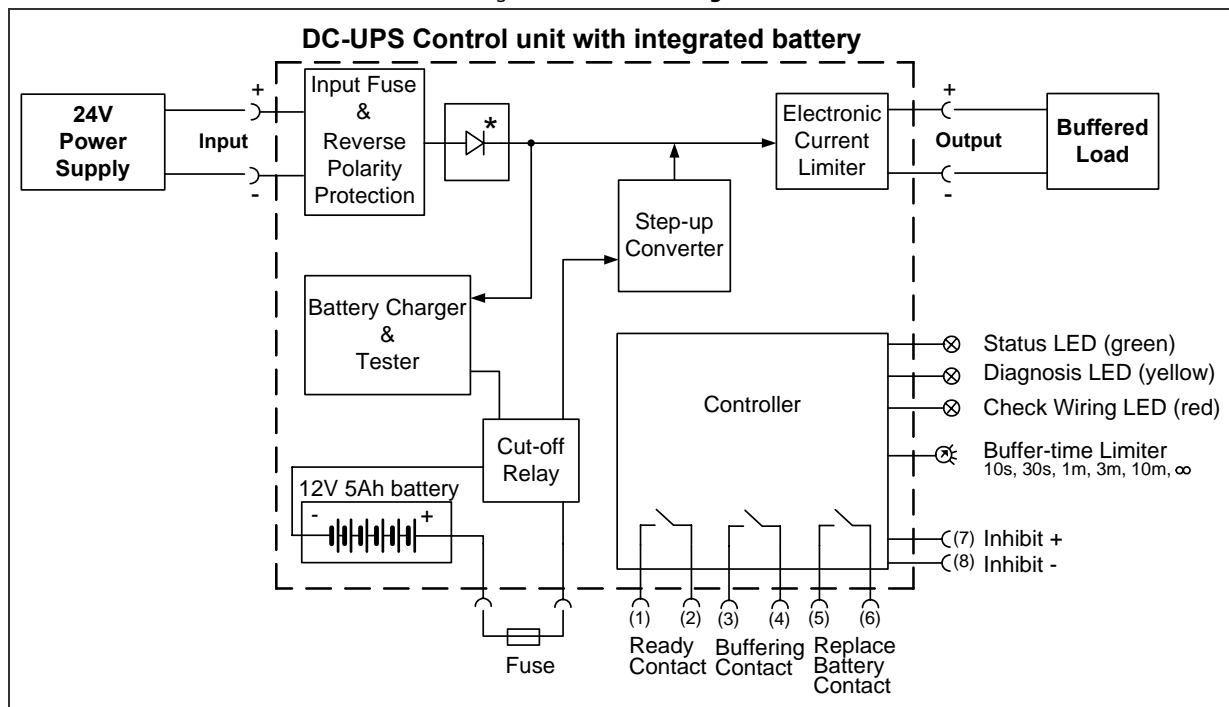 DC-UPS Control unit with integrated battery
24V
Power
Supply
+
Input
-
Input Fuse
&
Reverse
Polarity
Protection
*
Electronic
Current
Limiter
+
Output
-
Buffered
Load
Step-up
Converter
Battery Charger
&
Tester
Controller
Status LED (green)
Diagnosis LED (yellow)
Check Wiring LED (red)
Buffer-time Limiter
10s, 30s, 1m, 3m, 10m, ∞
Cut-off
Relay
12V 5Ah battery
- +
(7) Inhibit +
(8) Inhibit -
(1) (2) (3) (4) (5) (6)
Ready
Contact
Buffering
Contact
Replace
Battery
Contact
Fuse